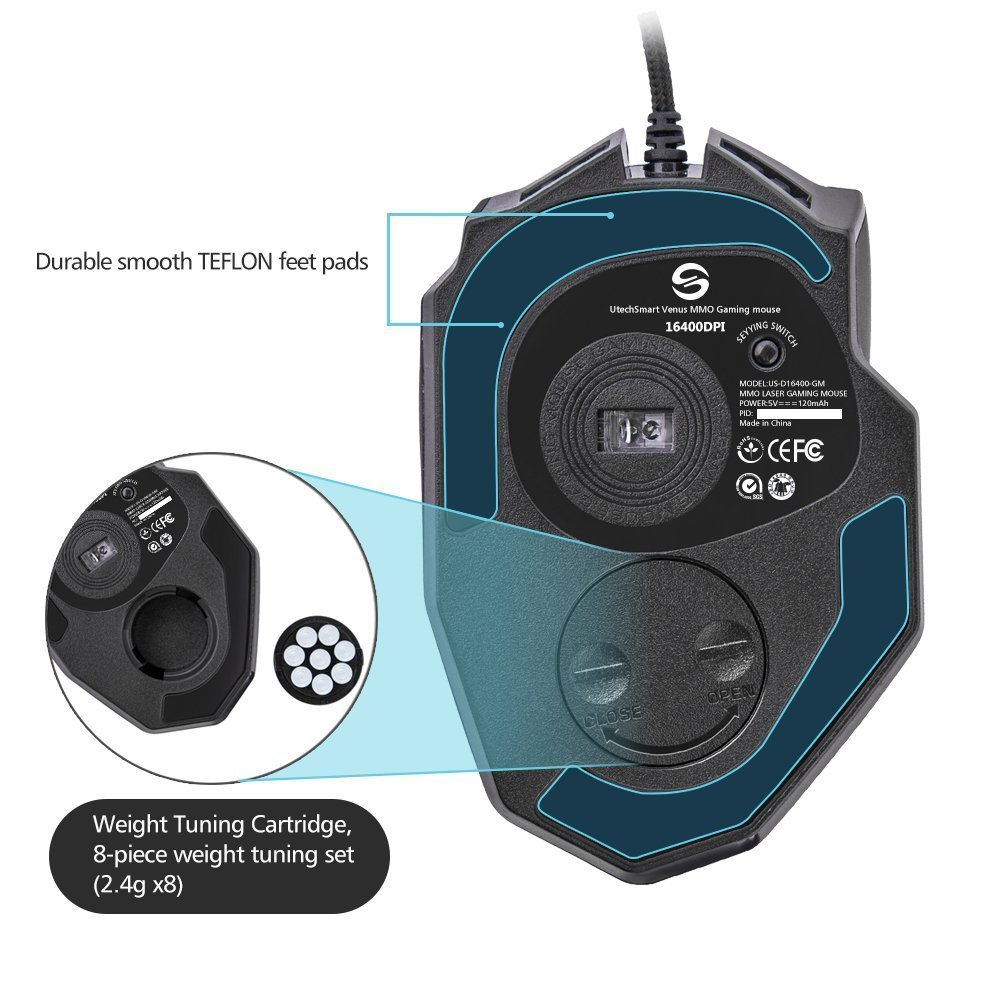 Durable smooth TEFLON feet pads
UtechSmart Venus MMO Gaming mouse
16400DPI
SEYYING SWITCH
MODEL:US-D16400-GM
MMO LASER GAMING MOUSE
POWER:5V===120mAh
PID:
Made in China
RoHS
CE FC
SGS
CLOSE
OPEN
Weight Tuning Cartridge,
8-piece weight tuning set
(2.4g x8)